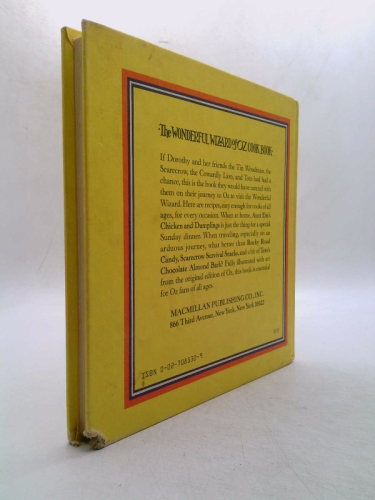 ·The WONDERFUL WIZARD OF OZ COOK BOOK·
If Dorothy and her friends the Tin Woodman, the
Scarecrow, the Cowardly Lion, and Toto had had a
chance, this is the book they would have carried with
them on their journey to Oz to visit the Wonderful
Wizard. Here are recipes, easy enough for cooks of all
ages, for every occasion. When at home, Aunt Em's
Chicken and Dumplings is just the thing for a special
Sunday dinner. When traveling, especially on an
arduous journey, what better than Rocky Road
Candy, Scarecrow Survival Snacks, and a bit of Toto's
Chocolate Almond Bark? Fully illustrated with art
from the original edition of Oz, this book is essential
for Oz fans of all ages.
MACMILLAN PUBLISHING CO., INC.
866 Third Avenue, New York, New York 10022
ISBN 0-02-